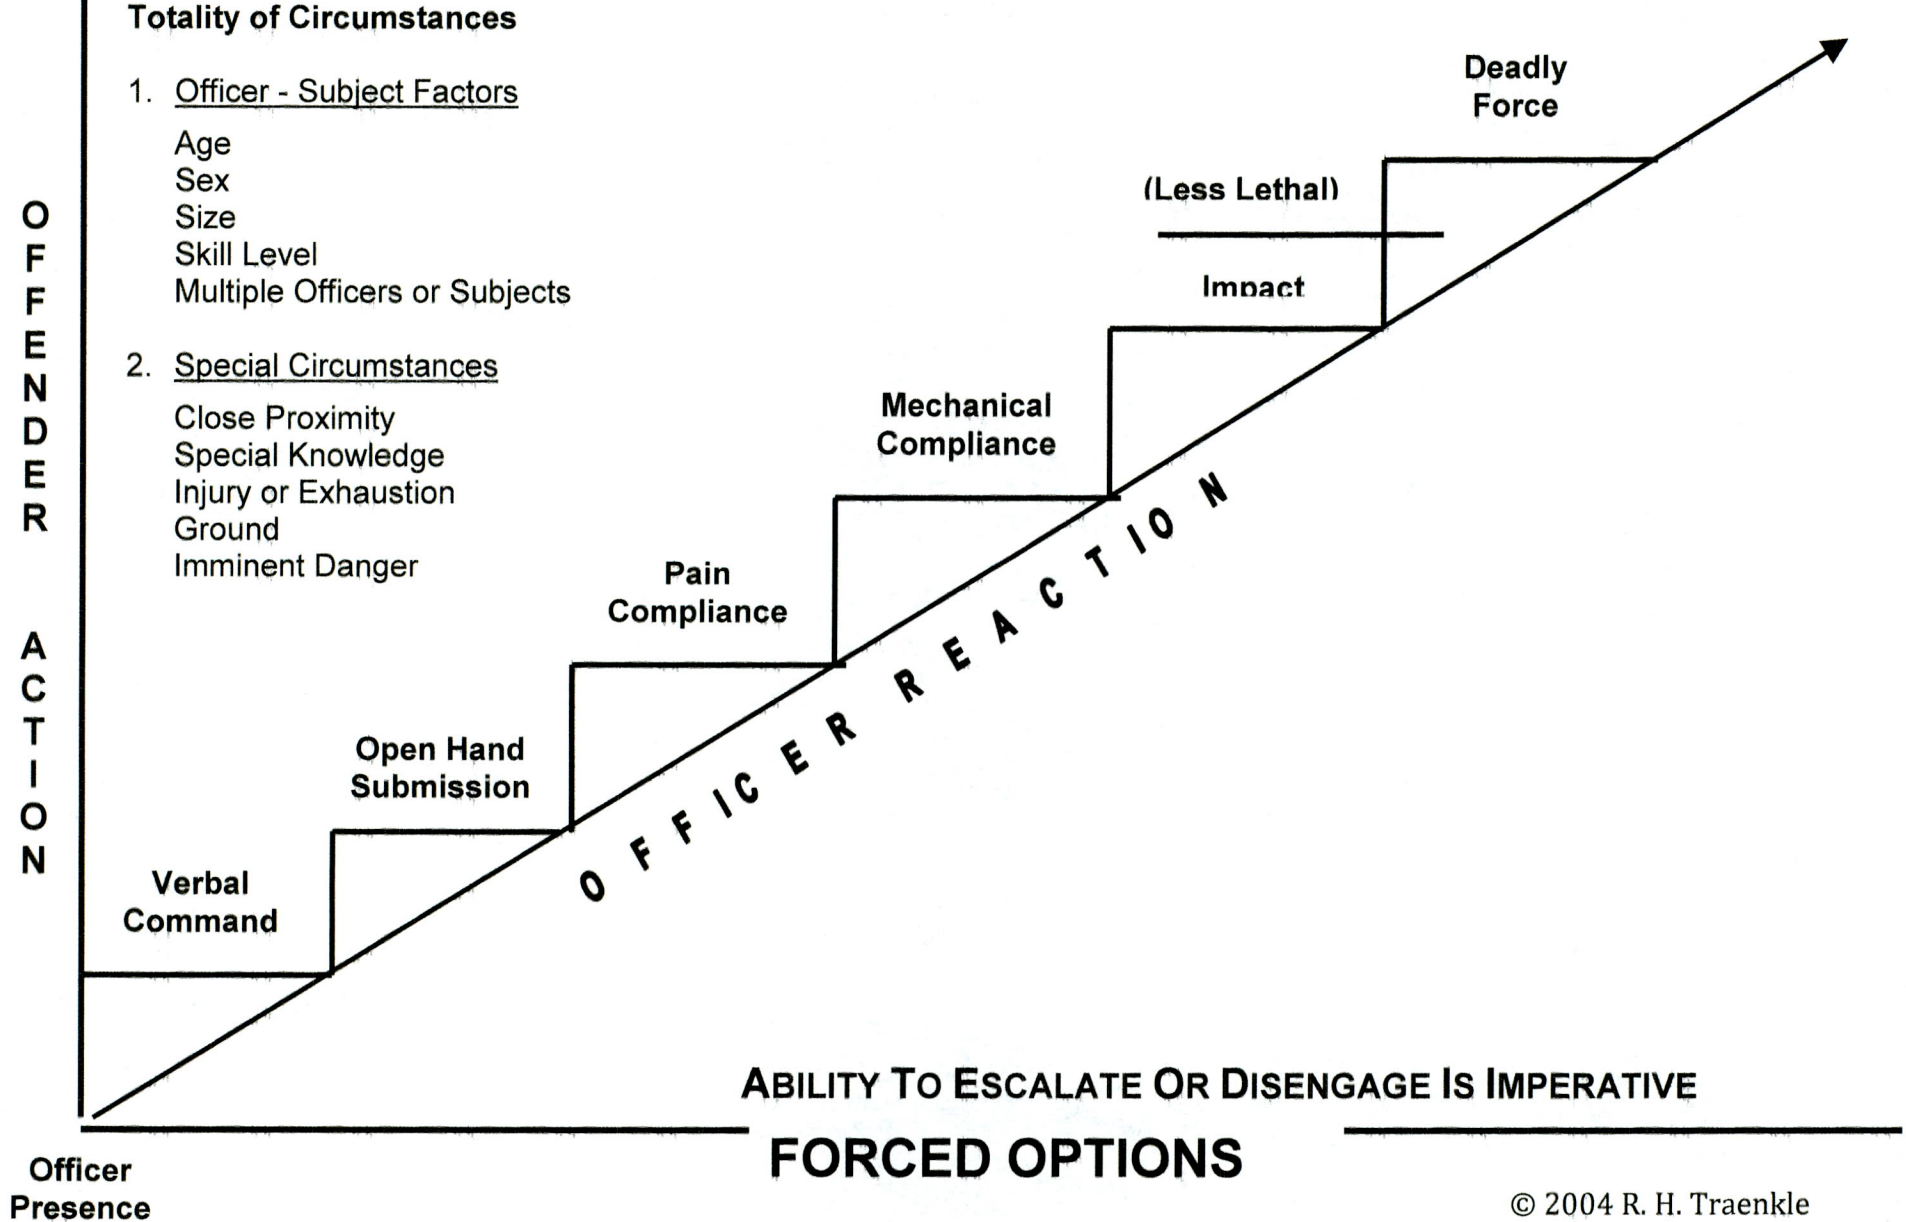 Totality of Circumstances
1. Officer - Subject Factors
Age
Sex
Size
Skill Level
Multiple Officers or Subjects
2. Special Circumstances
Close Proximity
Special Knowledge
Injury or Exhaustion
Ground
Imminent Danger
OFFENDER ACTION
Deadly
Force
(Less Lethal)
Impact
Mechanical
Compliance
Pain
Compliance
Open Hand
Submission
Verbal
Command
OFFICER REACTION
ABILITY TO ESCALATE OR DISENGAGE IS IMPERATIVE
FORCED OPTIONS
Officer
Presence
© 2004 R. H. Traenkle